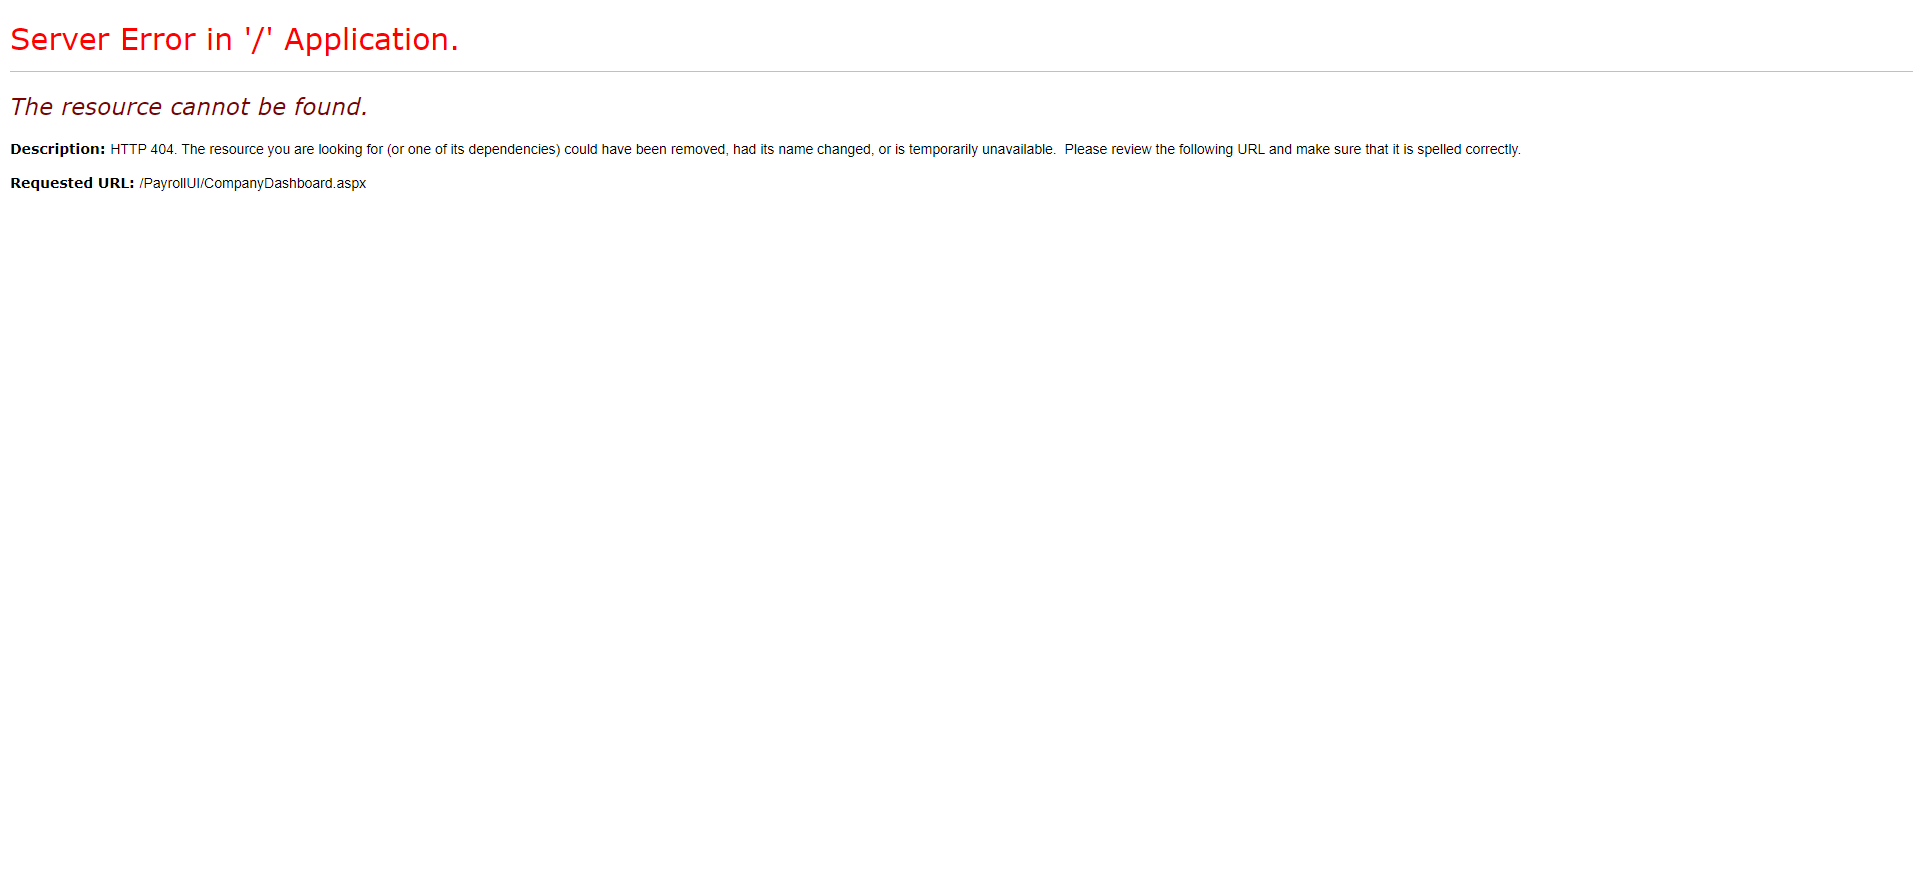 Server Error in '/' Application.
The resource cannot be found.
Description: HTTP 404. The resource you are looking for (or one of its dependencies) could have been removed, had its name changed, or is temporarily unavailable.  Please review the following URL and make sure that it is spelled correctly.
Requested URL: /PayrollUI/CompanyDashboard.aspx